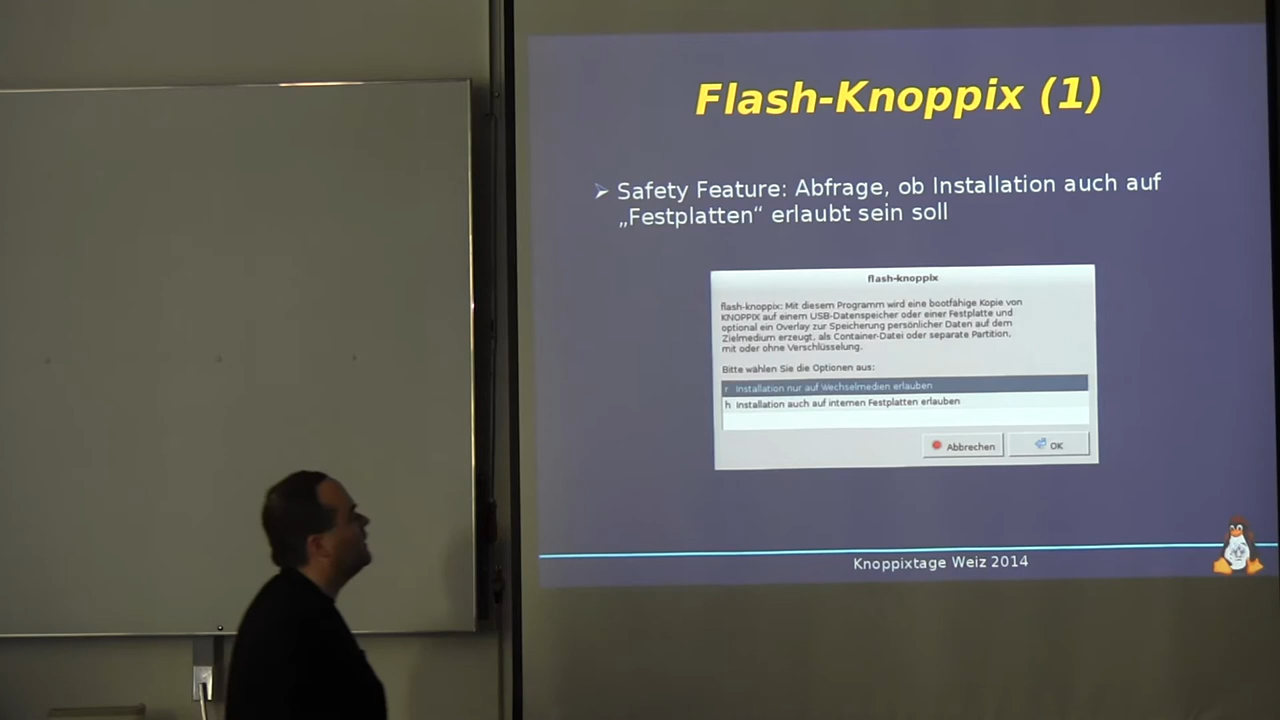 Flash-Knoppix (1)
Safety Feature: Abfrage, ob Installation auch auf
„Festplatten“ erlaubt sein soll
flash-knoppix
flash-knoppix: Mit diesem Programm wird eine bootfähige Kopie von
KNOPPIX auf einem USB-Datenspeicher oder einer Festplatte und
optional ein Overlay zur Speicherung persönlicher Daten auf dem
Zielmedium erzeugt, als Container-Datei oder separate Partition,
mit oder ohne Verschlüsselung.
Bitte wählen Sie die Optionen aus:
r Installation nur auf Wechselmedien erlauben
h Installation auch auf internen Festplatten erlauben
Abbrechen OK
Knoppixtage Weiz 2014